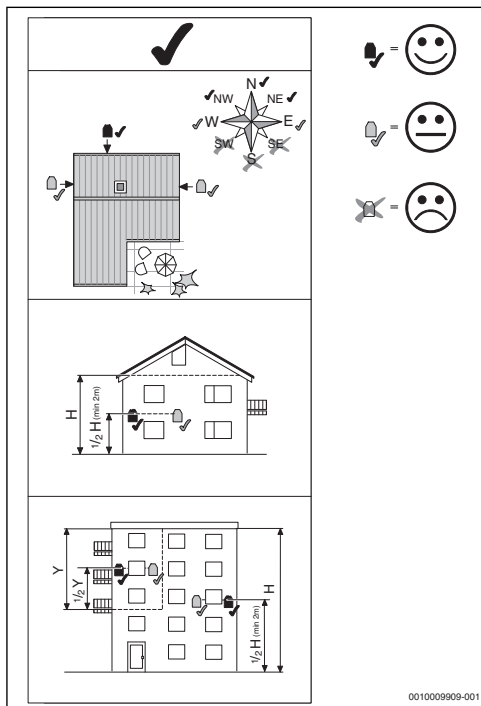 N
NW NE
W E
SW SE
S
=
=
=
H
1/2 H (min 2m)
Y
1/2 Y
H
1/2 H (min 2m)
0010009909-001